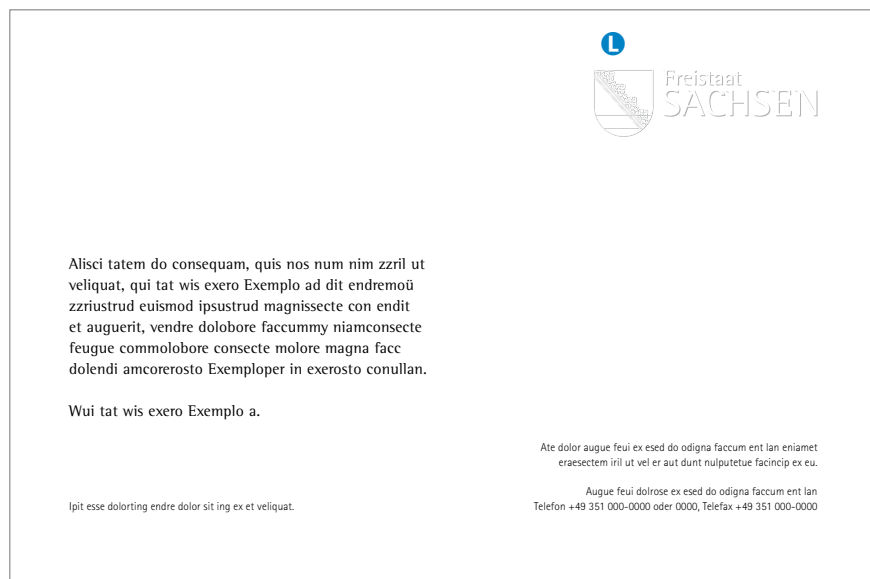 L
Freistaat
SACHSEN
Alisci tatem do consequam, quis nos num nim zzril ut
veliquat, qui tat wis exero Exemplo ad dit endremoü
zzriustrud euismod ipsustrud magnissecte con endit
et auguerit, vendre dolobore faccummy niamconsecte
feugue commolobore consecte molore magna facc
dolendi amcorerosto Exemploper in exerosto conullan.
Wui tat wis exero Exemplo a.
Ate dolor augue feui ex esed do odigna faccum ent lan eniamet
eraesectem iril ut vel er aut dunt nulputetue facincip ex eu.
Augue feui dolrose ex esed do odigna faccum ent lan
Telefon +49 351 000-0000 oder 0000, Telefax +49 351 000-0000
Ipit esse dolorting endre dolor sit ing ex et veliquat.